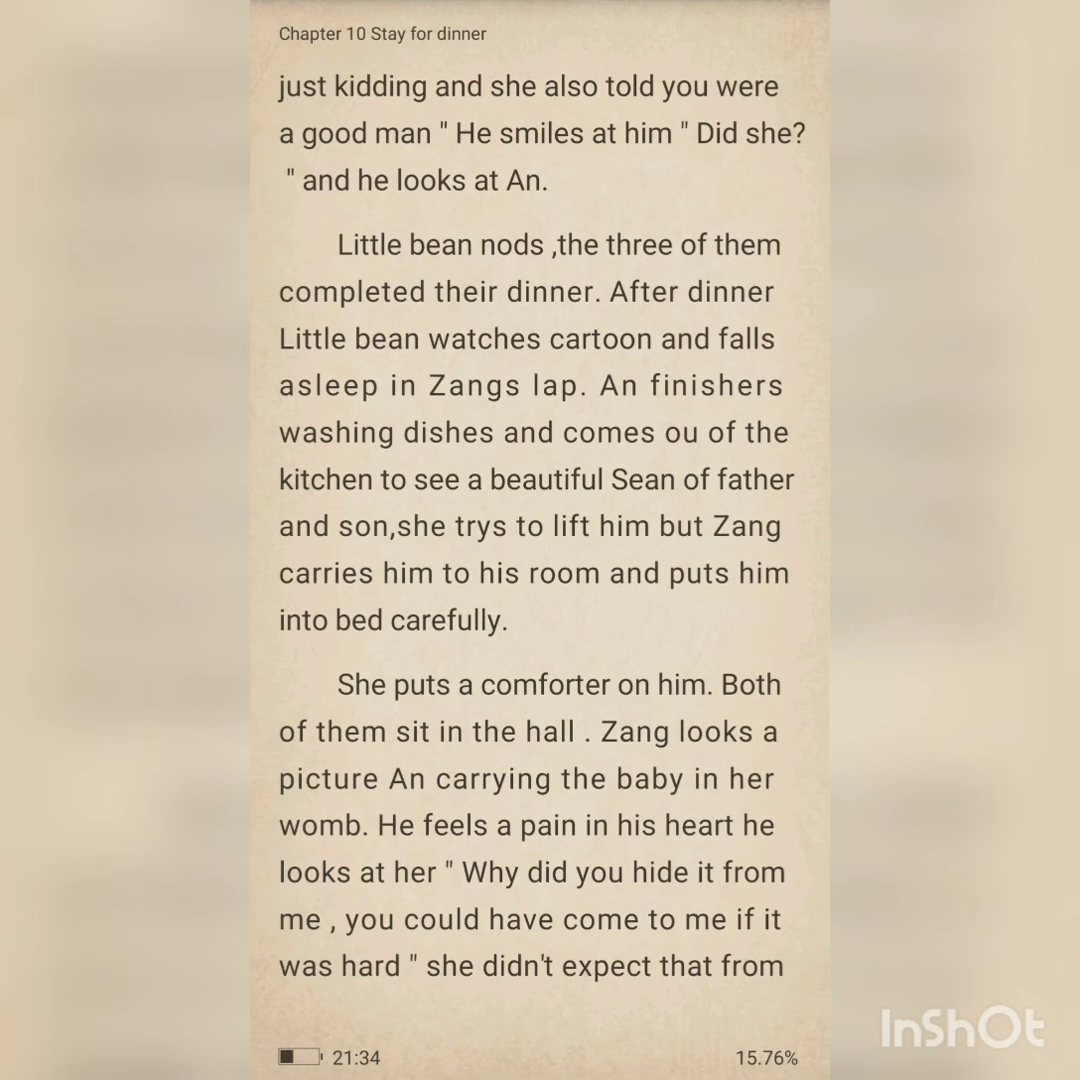 Chapter 10 Stay for dinner
just kidding and she also told you were
a good man " He smiles at him " Did she?
" and he looks at An.
Little bean nods ,the three of them
completed their dinner. After dinner
Little bean watches cartoon and falls
asleep in Zangs lap. An finishers
washing dishes and comes ou of the
kitchen to see a beautiful Sean of father
and son,she trys to lift him but Zang
carries him to his room and puts him
into bed carefully.
She puts a comforter on him. Both
of them sit in the hall . Zang looks a
picture An carrying the baby in her
womb. He feels a pain in his heart he
looks at her " Why did you hide it from
me , you could have come to me if it
was hard " she didn't expect that from
21:34
15.76%
InShOt